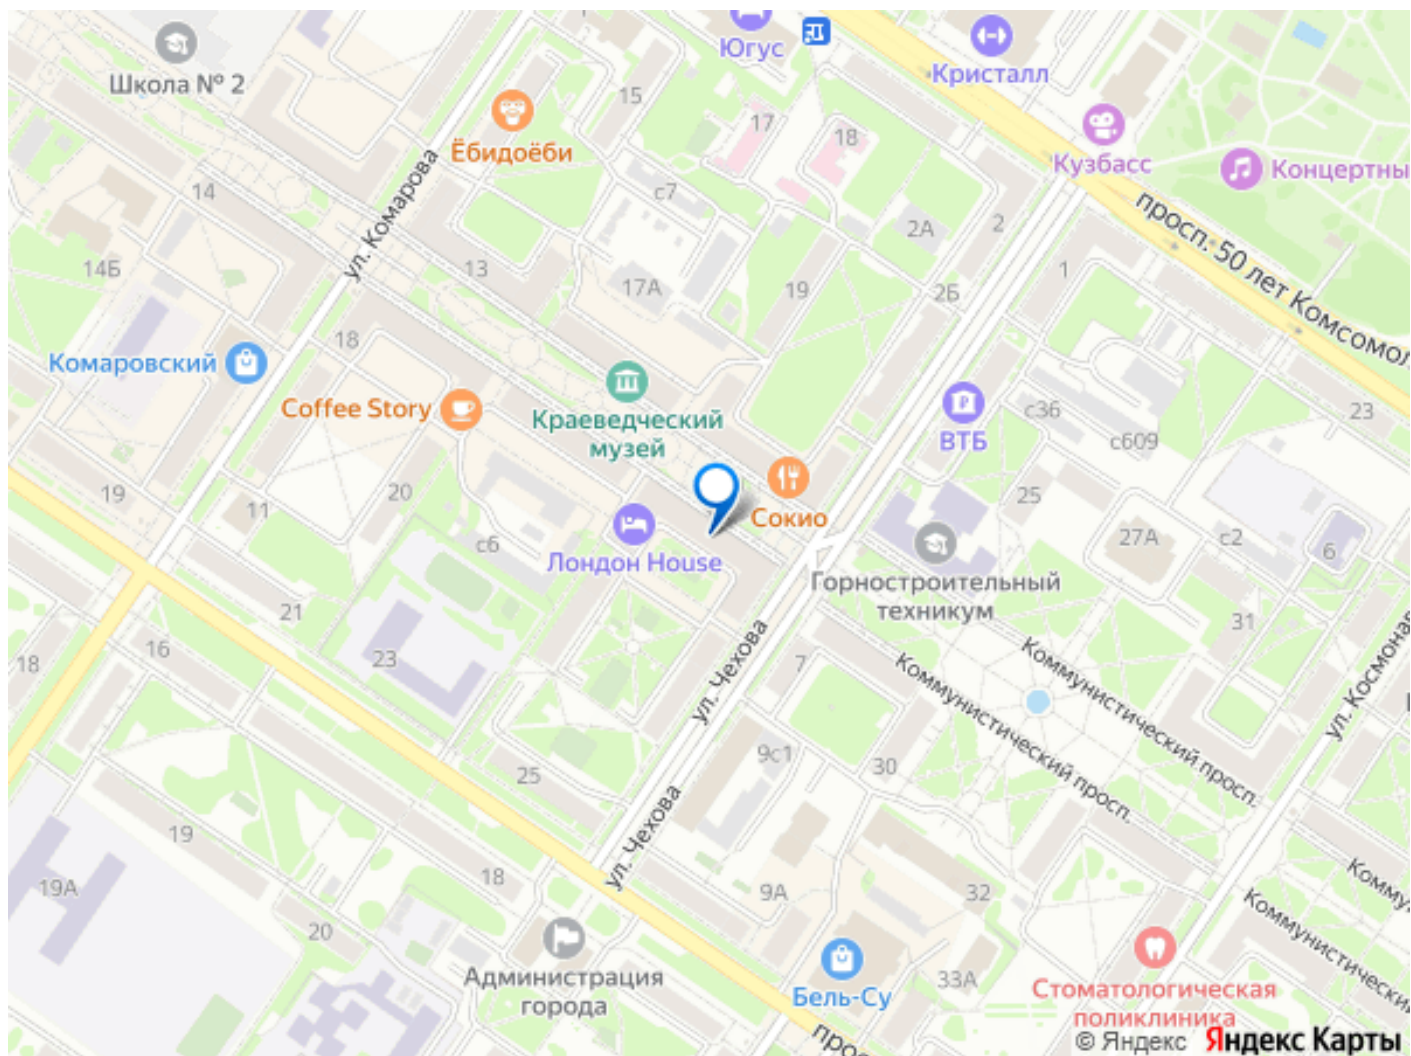 Югус
Кристалл
Школа № 2
15
17
18
Ёбидоёби
Кузбасс
Концертны
ул. Комарова
14
с7
2
2А
просп. 50 лет Комсомол
14Б
13
17А
19
2Б
1
18
Комаровский
Coffee Story
Краеведческий
музей
ВТБ
с36
с609
23
19
11
20
с6
Сокио
25
27А
с2
6
Лондон House
Горностроительный
техникум
21
16
18
23
ул. Чехова
7
31
Коммунистический просп.
Коммунистический просп.
ул. Космонав
25
9с1
30
19
ул. Чехова
19А
18
9А
32
Комму
Коммунистический
20
Администрация
города
Бель-Су
33А
Стоматологическая
поликлиника
просп
© Яндекс Яндекс Карты